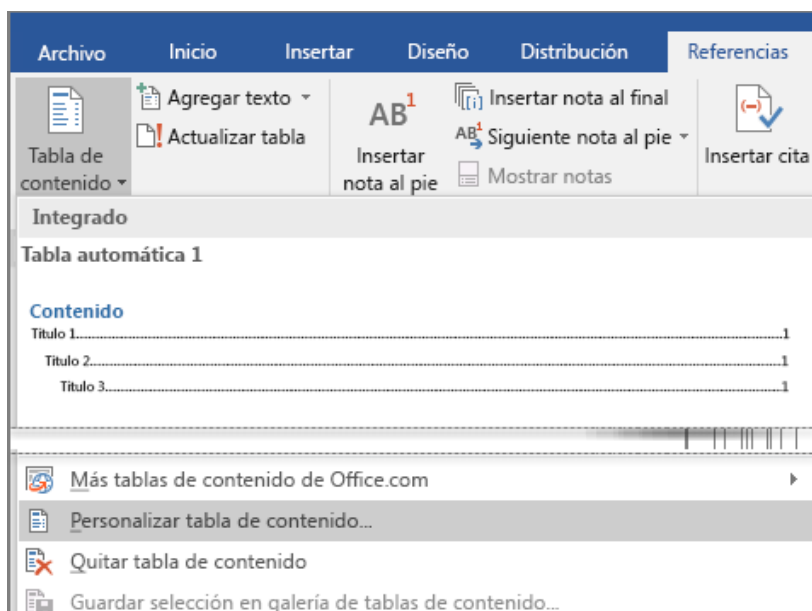 Archivo Inicio Insertar Diseño Distribución Referencias
Tabla de
contenido
Agregar texto
Actualizar tabla
AB1
Insertar
nota al pie
[i] Insertar nota al final
AB1 Siguiente nota al pie
Mostrar notas
(-) Insertar cita
Integrado
Tabla automática 1
Contenido
Título 1...1
Título 2...1
Título 3...1
Más tablas de contenido de Office.com
Personalizar tabla de contenido...
Quitar tabla de contenido
Guardar selección en galería de tablas de contenido...